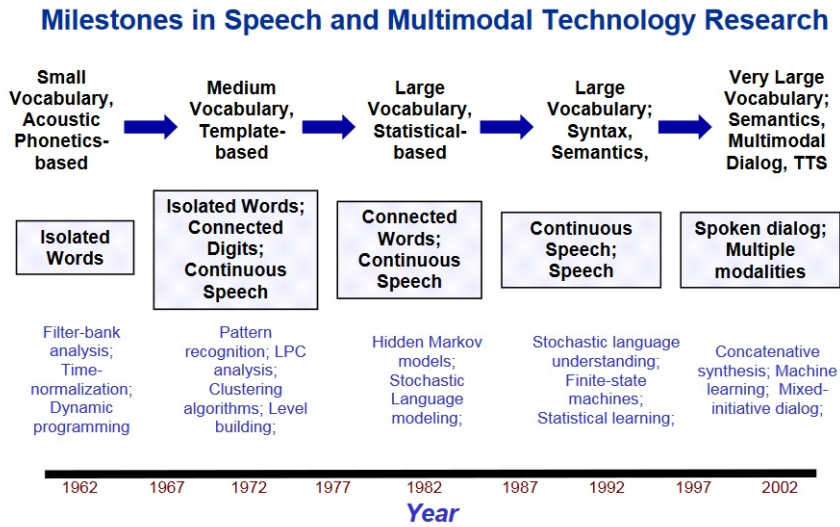 Milestones in Speech and Multimodal Technology Research
Small
Vocabulary,
Acoustic
Phonetics-
based
Medium
Vocabulary,
Template-
based
Large
Vocabulary,
Statistical-
based
Large
Vocabulary;
Syntax,
Semantics,
Very Large
Vocabulary;
Semantics,
Multimodal
Dialog, TTS
Isolated
Words
Isolated Words;
Connected
Digits;
Continuous
Speech
Connected
Words;
Continuous
Speech
Continuous
Speech;
Speech
Spoken dialog;
Multiple
modalities
Filter-bank
analysis;
Time-
normalization;
Dynamic
programming
Pattern
recognition; LPC
analysis;
Clustering
algorithms; Level
building;
Hidden Markov
models;
Stochastic
Language
modeling;
Stochastic language
understanding;
Finite-state
machines;
Statistical learning;
Concatenative
synthesis; Machine
learning; Mixed-
initiative dialog;
1962 1967 1972 1977 1982 1987 1992 1997 2002
Year